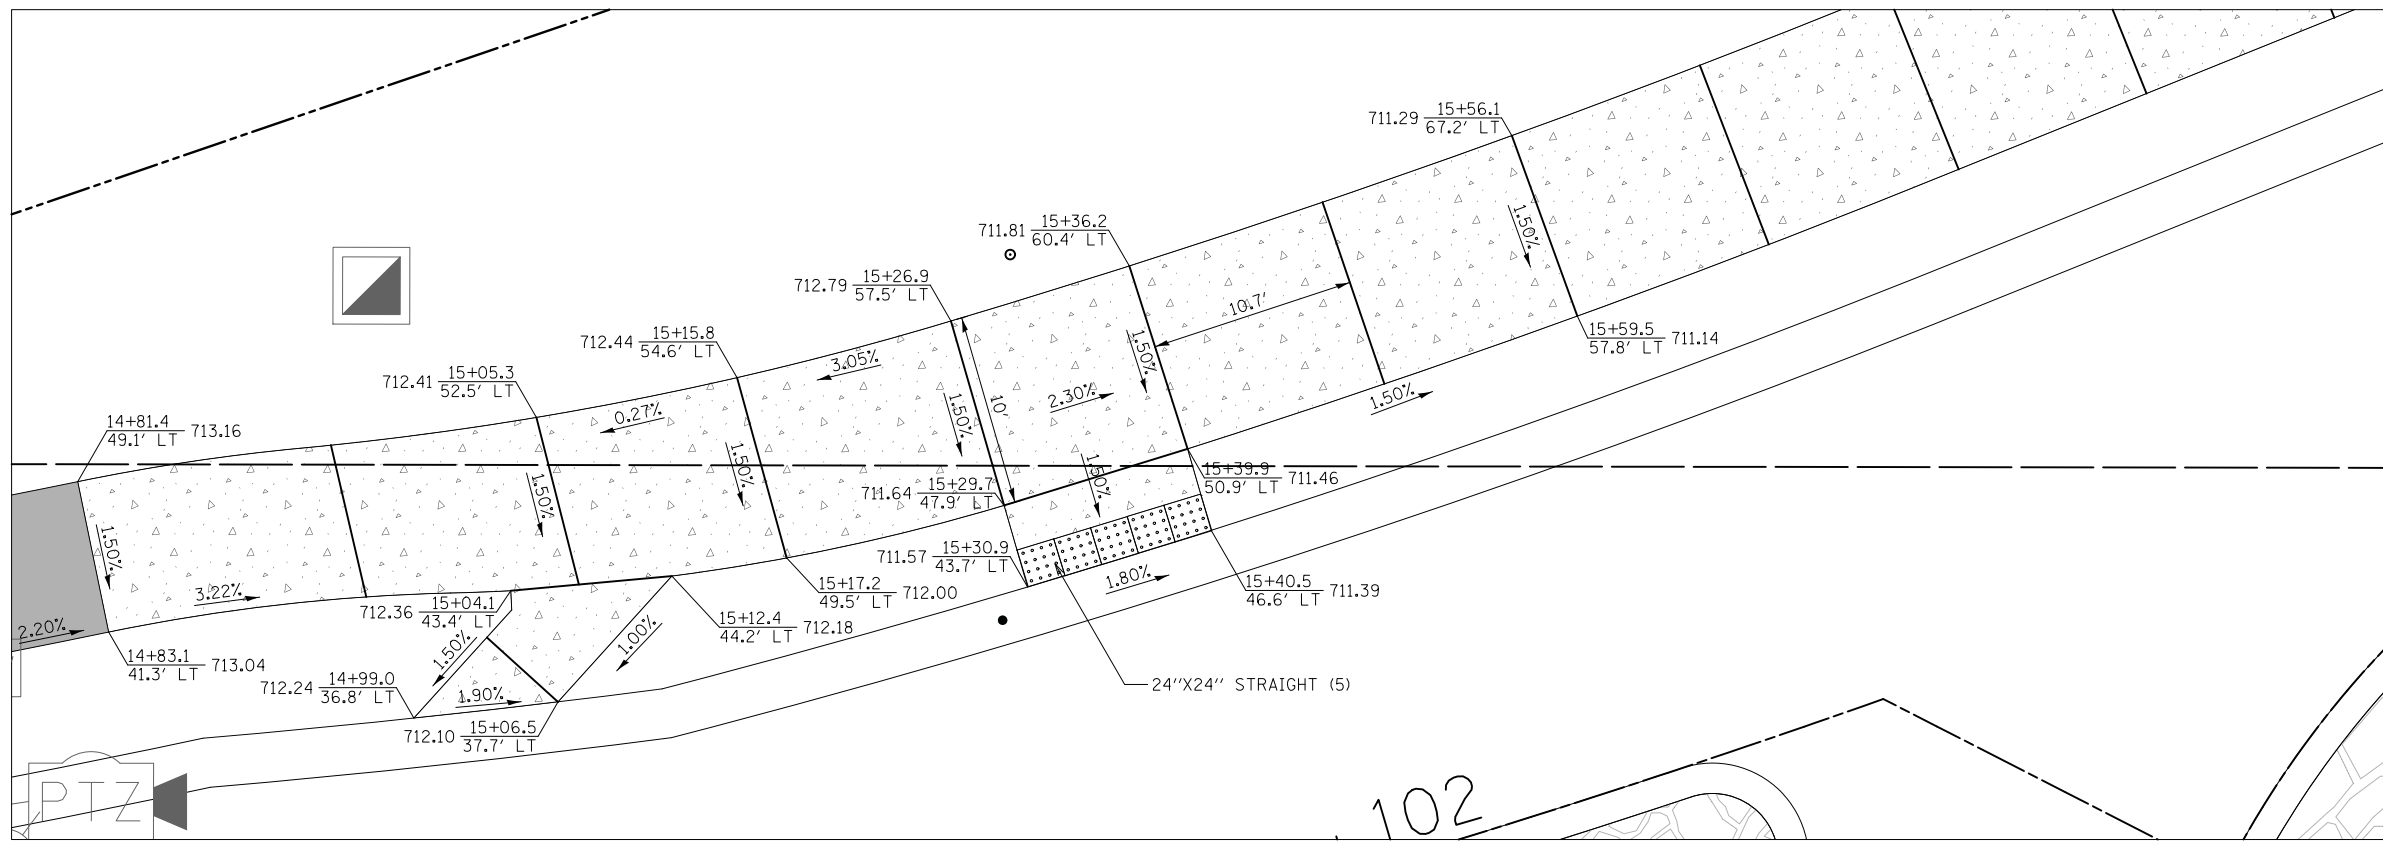 711.29 15+56.1
67.2' LT
1.50%
711.81 15+36.2
60.4' LT
712.79 15+26.9
57.5' LT
10.7'
1.50%
15+59.5 711.14
57.8' LT
712.44 15+15.8
54.6' LT
3.05%
712.41 15+05.3
52.5' LT
10'
2.30%
1.50%
0.27%
1.50%
14+81.4 713.16
49.1' LT
1.50%
1.50%
1.50%
15+39.9 711.46
50.9' LT
711.64 15+29.7
47.9' LT
1.50%
711.57 15+30.9
43.7' LT
1.80%
15+40.5 711.39
46.6' LT
3.22%
15+17.2 712.00
49.5' LT
712.36 15+04.1
43.4' LT
15+12.4 712.18
44.2' LT
2.20%
1.50%
1.00%
14+83.1 713.04
41.3' LT
712.24 14+99.0
36.8' LT
1.90%
24"X24" STRAIGHT (5)
712.10 15+06.5
37.7' LT
PTZ
102